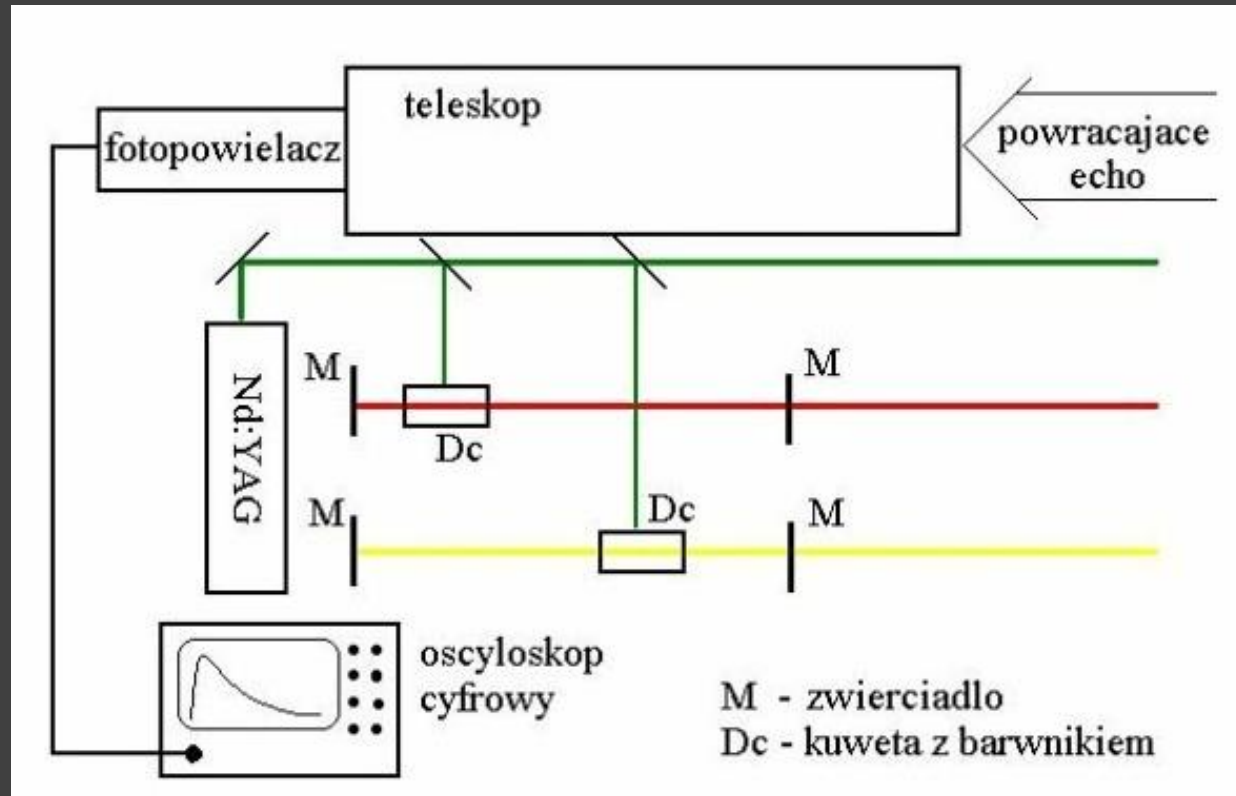 teleskop
fotopowielacz
powracajace
echo
Nd:YAG
M
M
Dc
M
Dc
M
oscyloskop
cyfrowy
M - zwierciadlo
Dc - kuweta z barwnikiem